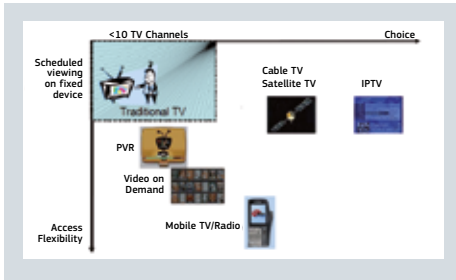 <10 TV Channels
Choice
Scheduled
viewing
on fixed
device
Cable TV
Satellite TV
IPTV
Traditional TV
PVR
Video on
Demand
Mobile TV/Radio
Access
Flexibility